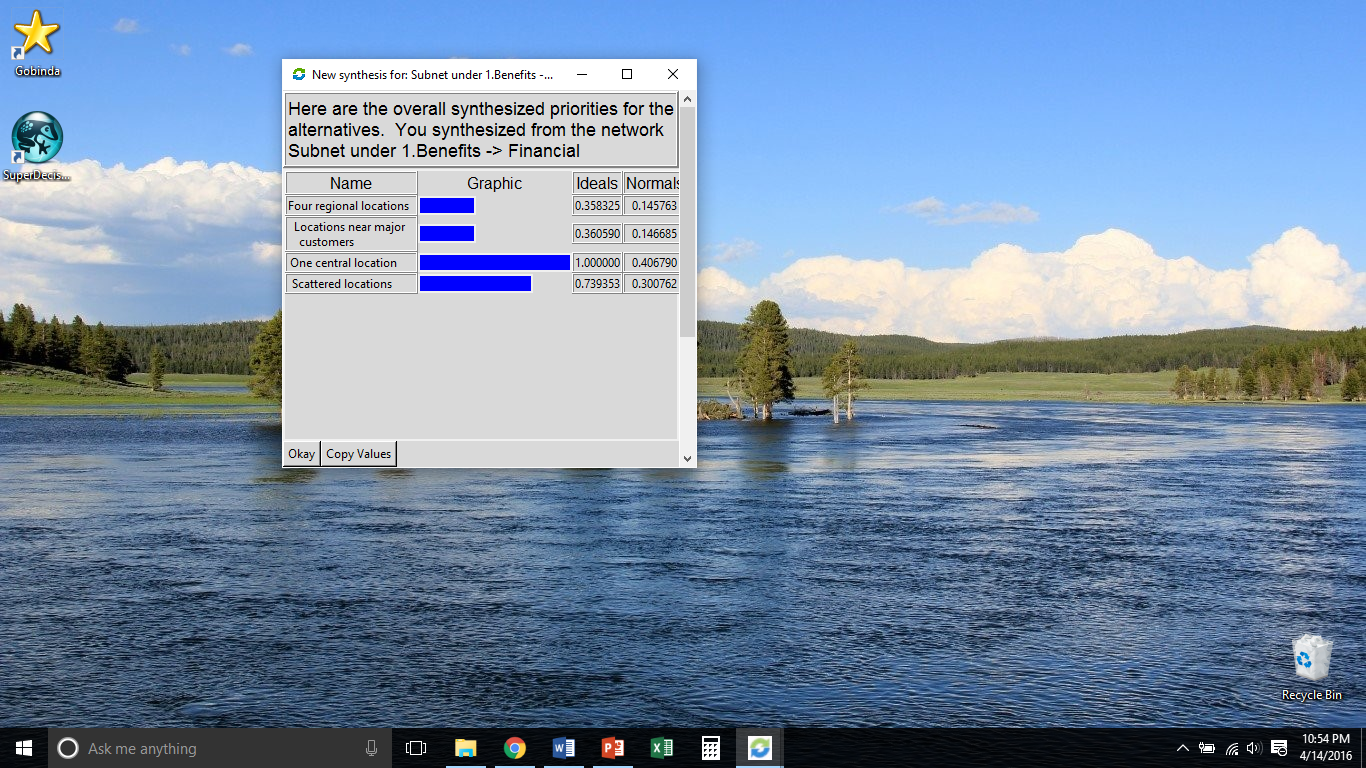 Gobinda
SuperDecis...
New synthesis for: Subnet under 1.Benefits -...
Here are the overall synthesized priorities for the
alternatives. You synthesized from the network
Subnet under 1.Benefits -> Financial
Name Graphic Ideals Normals
Four regional locations 0.358325 0.145763
Locations near major
customers 0.360590 0.146685
One central location 1.000000 0.406790
Scattered locations 0.739353 0.300762
Okay Copy Values
Recycle Bin
Ask me anything
10:54 PM
4/14/2016